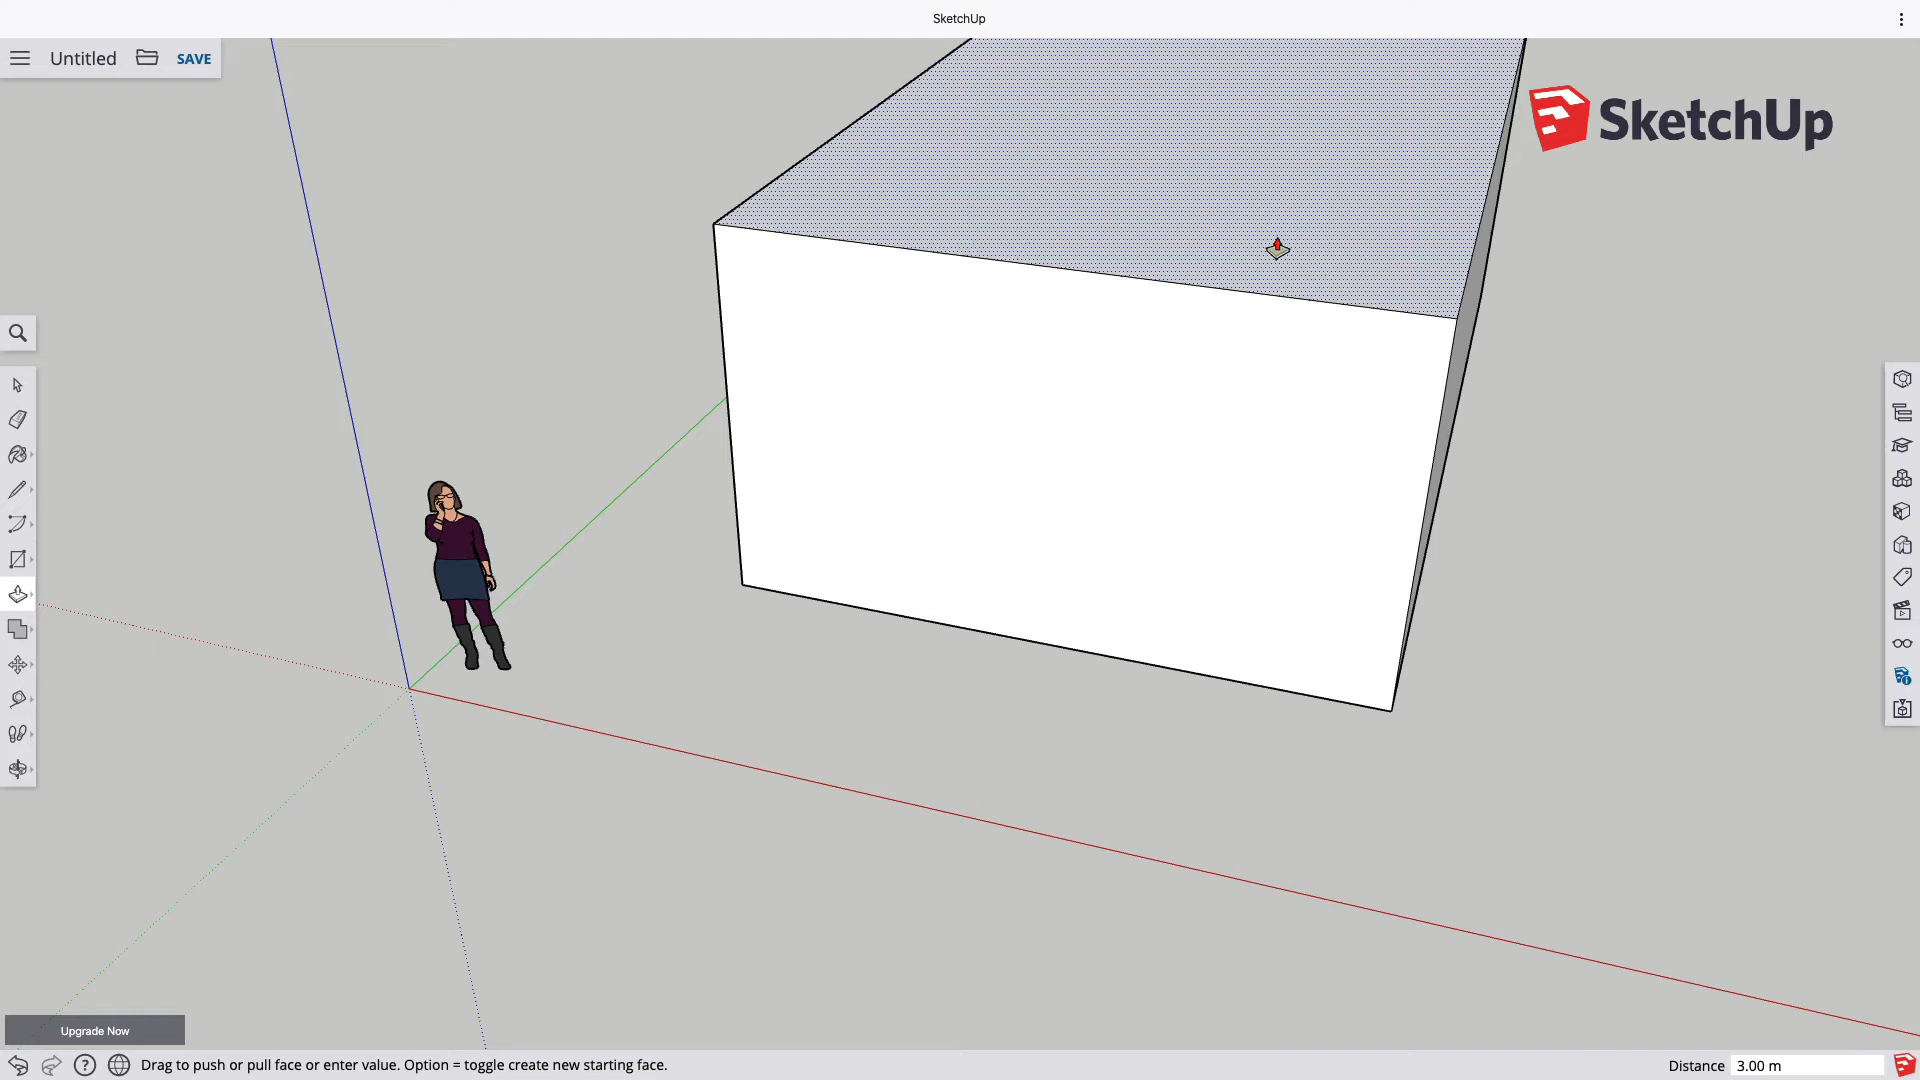 SketchUp
Untitled
SAVE
SketchUp
Upgrade Now
Drag to push or pull face or enter value. Option = toggle create new starting face.
Distance 3.00 m